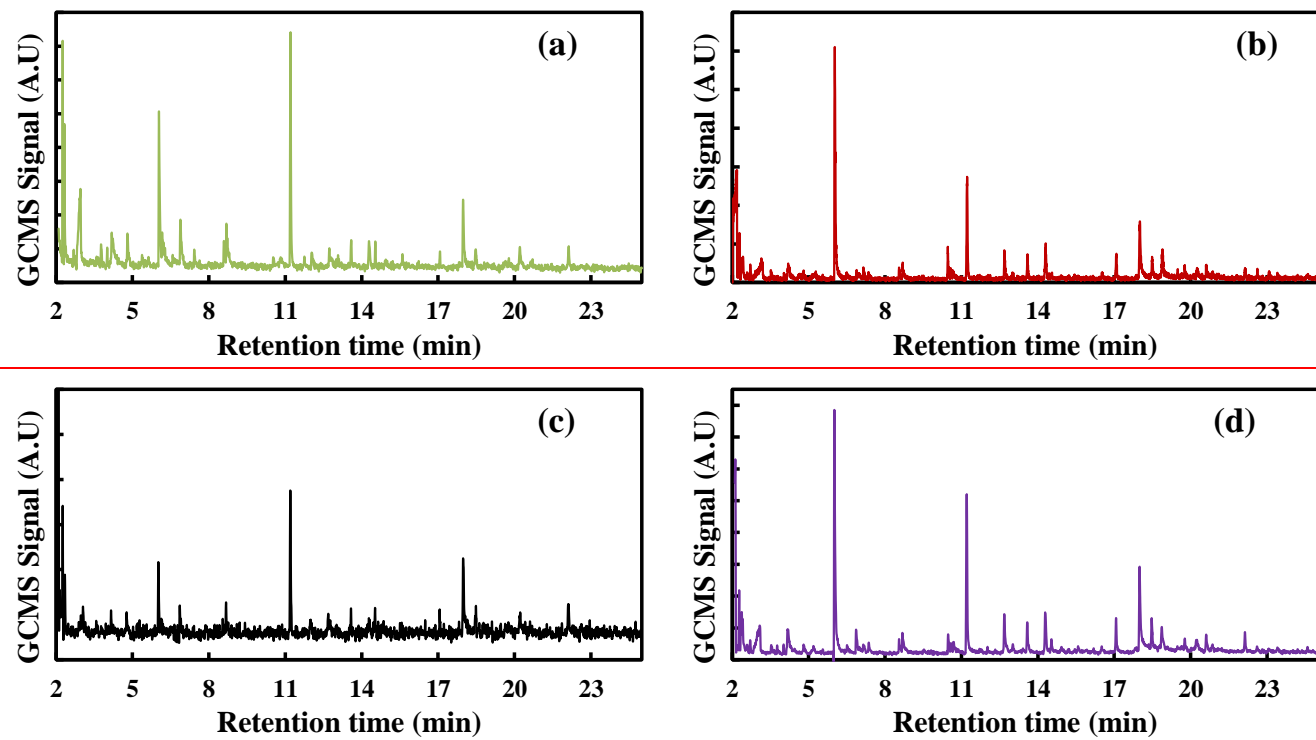 GCMS Signal (A.U)
(a)
2 5 8 11 14 17 20 23
Retention time (min)
GCMS Signal (A.U)
(b)
2 5 8 11 14 17 20 23
Retention time (min)
GCMS Signal (A.U)
(c)
2 5 8 11 14 17 20 23
Retention time (min)
GCMS Signal (A.U)
(d)
2 5 8 11 14 17 20 23
Retention time (min)